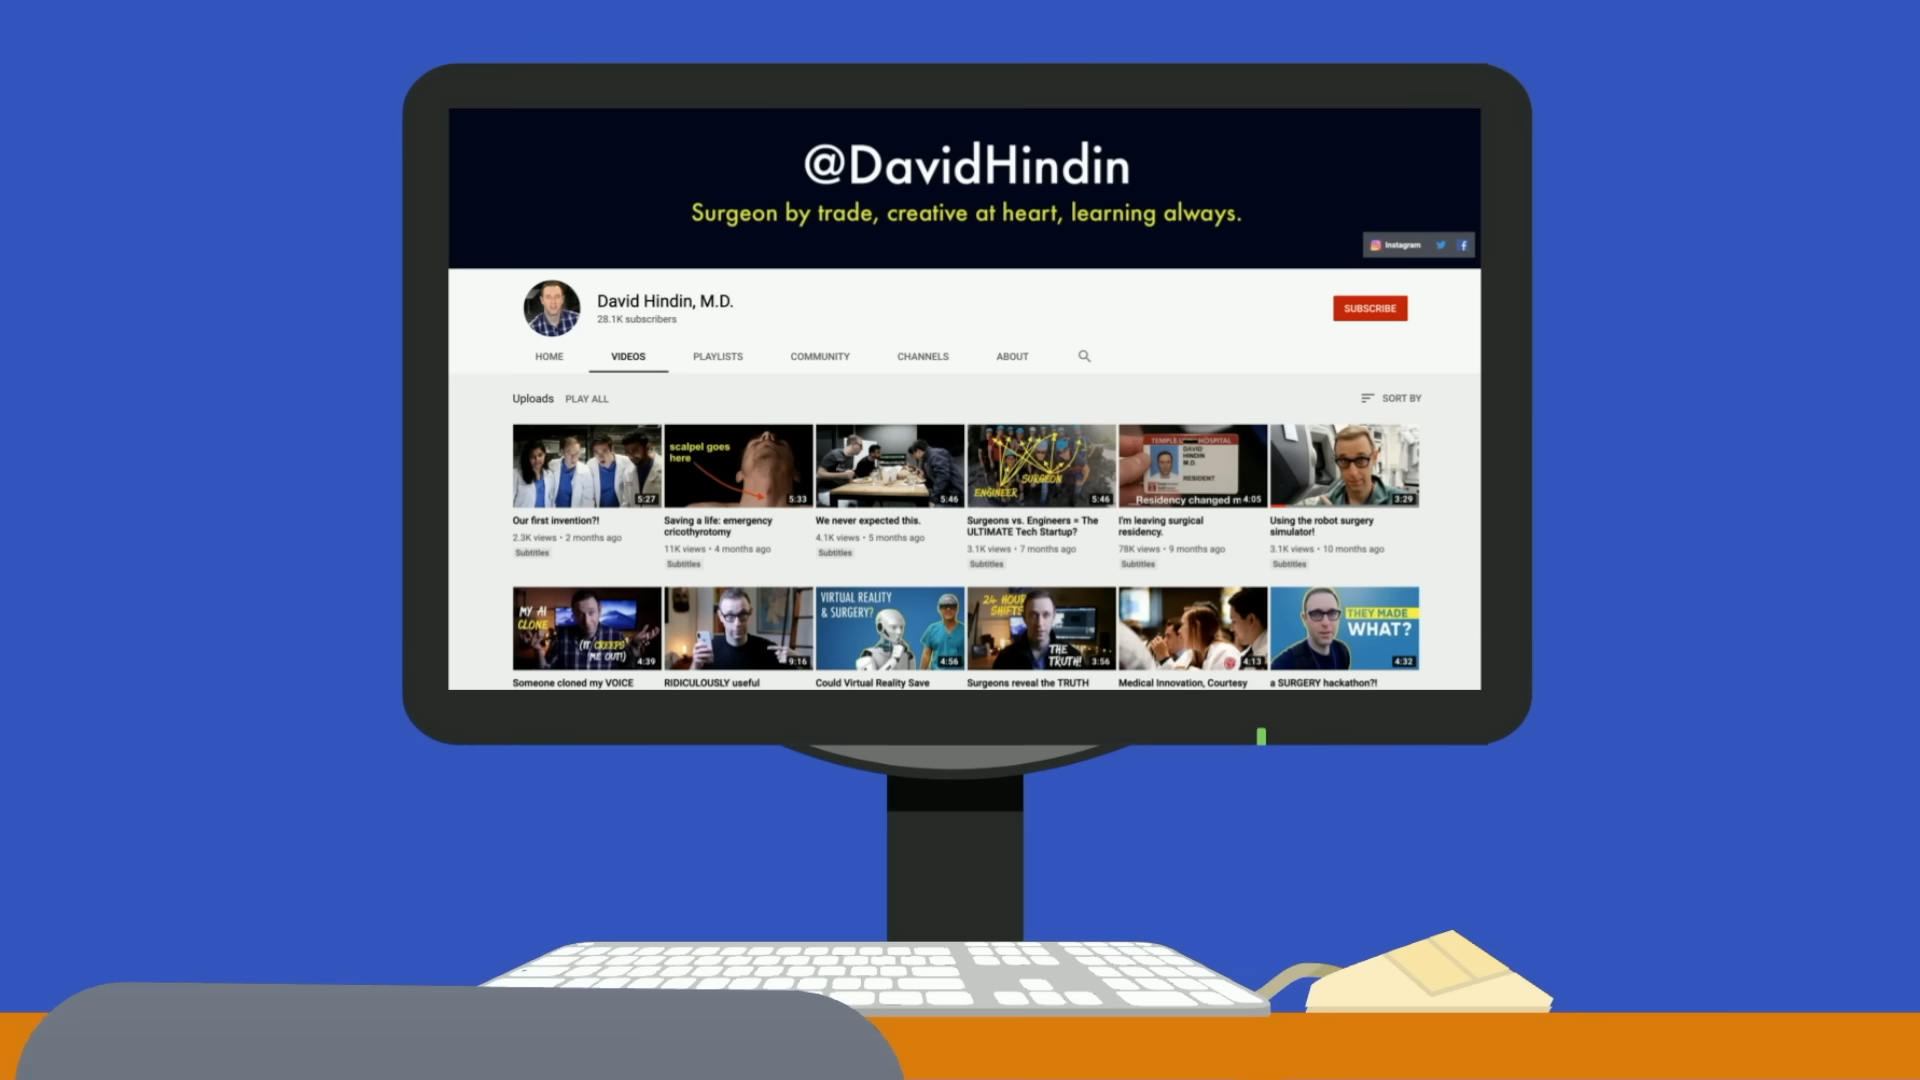 @DavidHindin
Surgeon by trade, creative at heart, learning always.
Instagram
David Hindin, M.D.
28.1K subscribers
SUBSCRIBE
HOME VIDEOS PLAYLISTS COMMUNITY CHANNELS ABOUT
Uploads PLAY ALL
SORT BY
5:27
Our first invention?!
2.3K views • 2 months ago
Subtitles
scalpel goes
here
5:33
Saving a life: emergency
cricothyrotomy
11K views • 4 months ago
Subtitles
5:46
We never expected this.
4.1K views • 5 months ago
Subtitles
ENGINEER
SURGEON
5:46
Surgeons vs. Engineers = The
ULTIMATE Tech Startup?
3.1K views • 7 months ago
Subtitles
HOSPITAL
DAVID
HINDIN
M.D.
RESIDENT
Residency changed m
4:05
I'm leaving surgical
residency.
78K views • 9 months ago
Subtitles
3:29
Using the robot surgery
simulator!
3.1K views • 10 months ago
Subtitles
MY AI
CLONE
(IT CREEPS
ME OUT!)
4:39
Someone cloned my VOICE
9:16
RIDICULOUSLY useful
VIRTUAL REALITY
& SURGERY?
4:56
Could Virtual Reality Save
24 HOUR
SHIFTS
THE
TRUTH!
3:56
Surgeons reveal the TRUTH
4:13
Medical Innovation, Courtesy
THEY MADE
WHAT?
4:32
a SURGERY hackathon?!